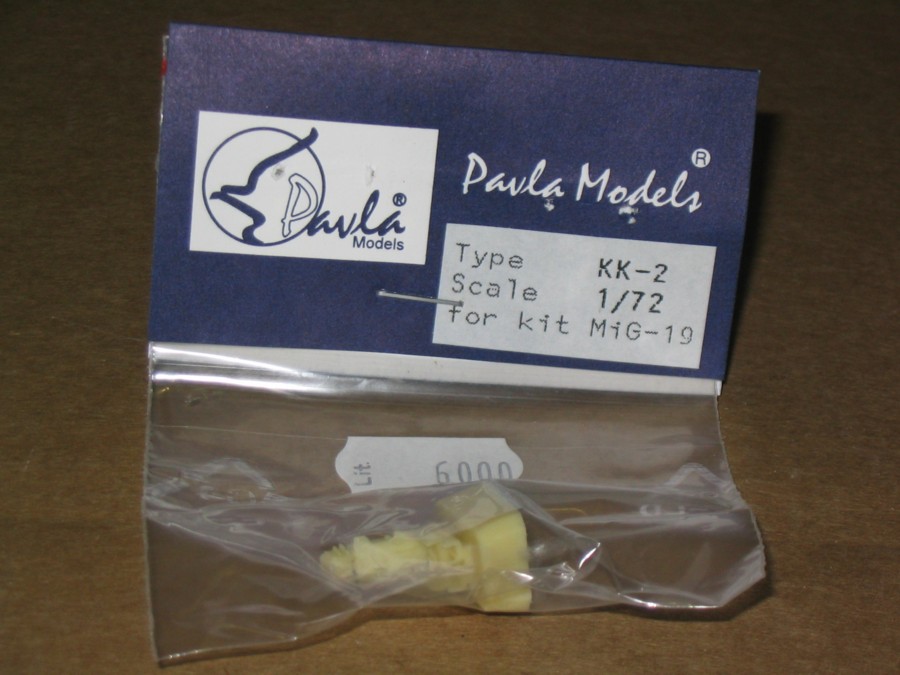 Pavla®
Models
Pavla Models®
Type KK-2
Scale 1/72
for kit MiG-19
Lit. 6000